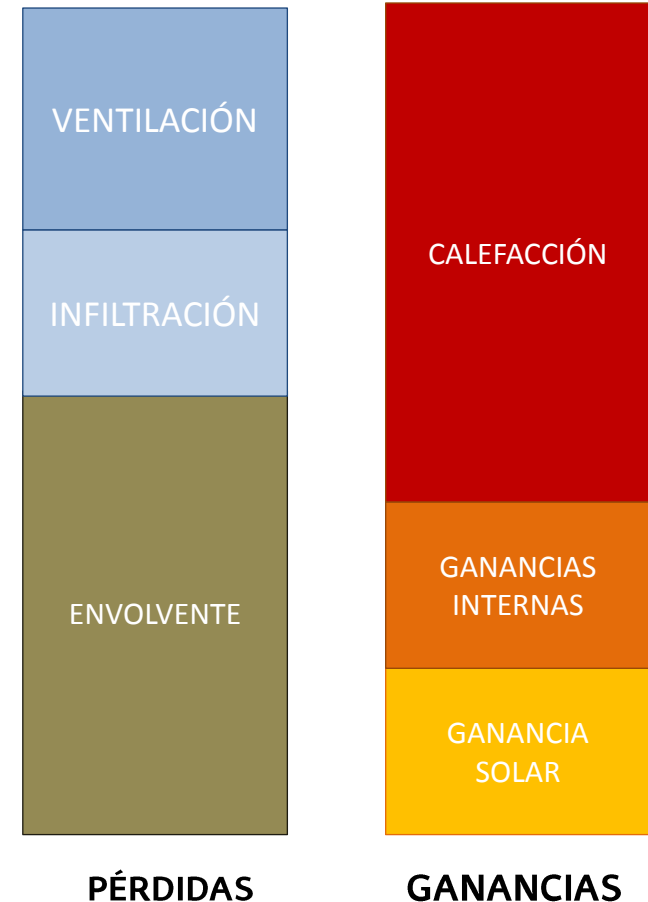 VENTILACIÓN
INFILTRACIÓN
ENVOLVENTE
PÉRDIDAS
CALEFACCIÓN
GANANCIAS
INTERNAS
GANANCIA
SOLAR
GANANCIAS